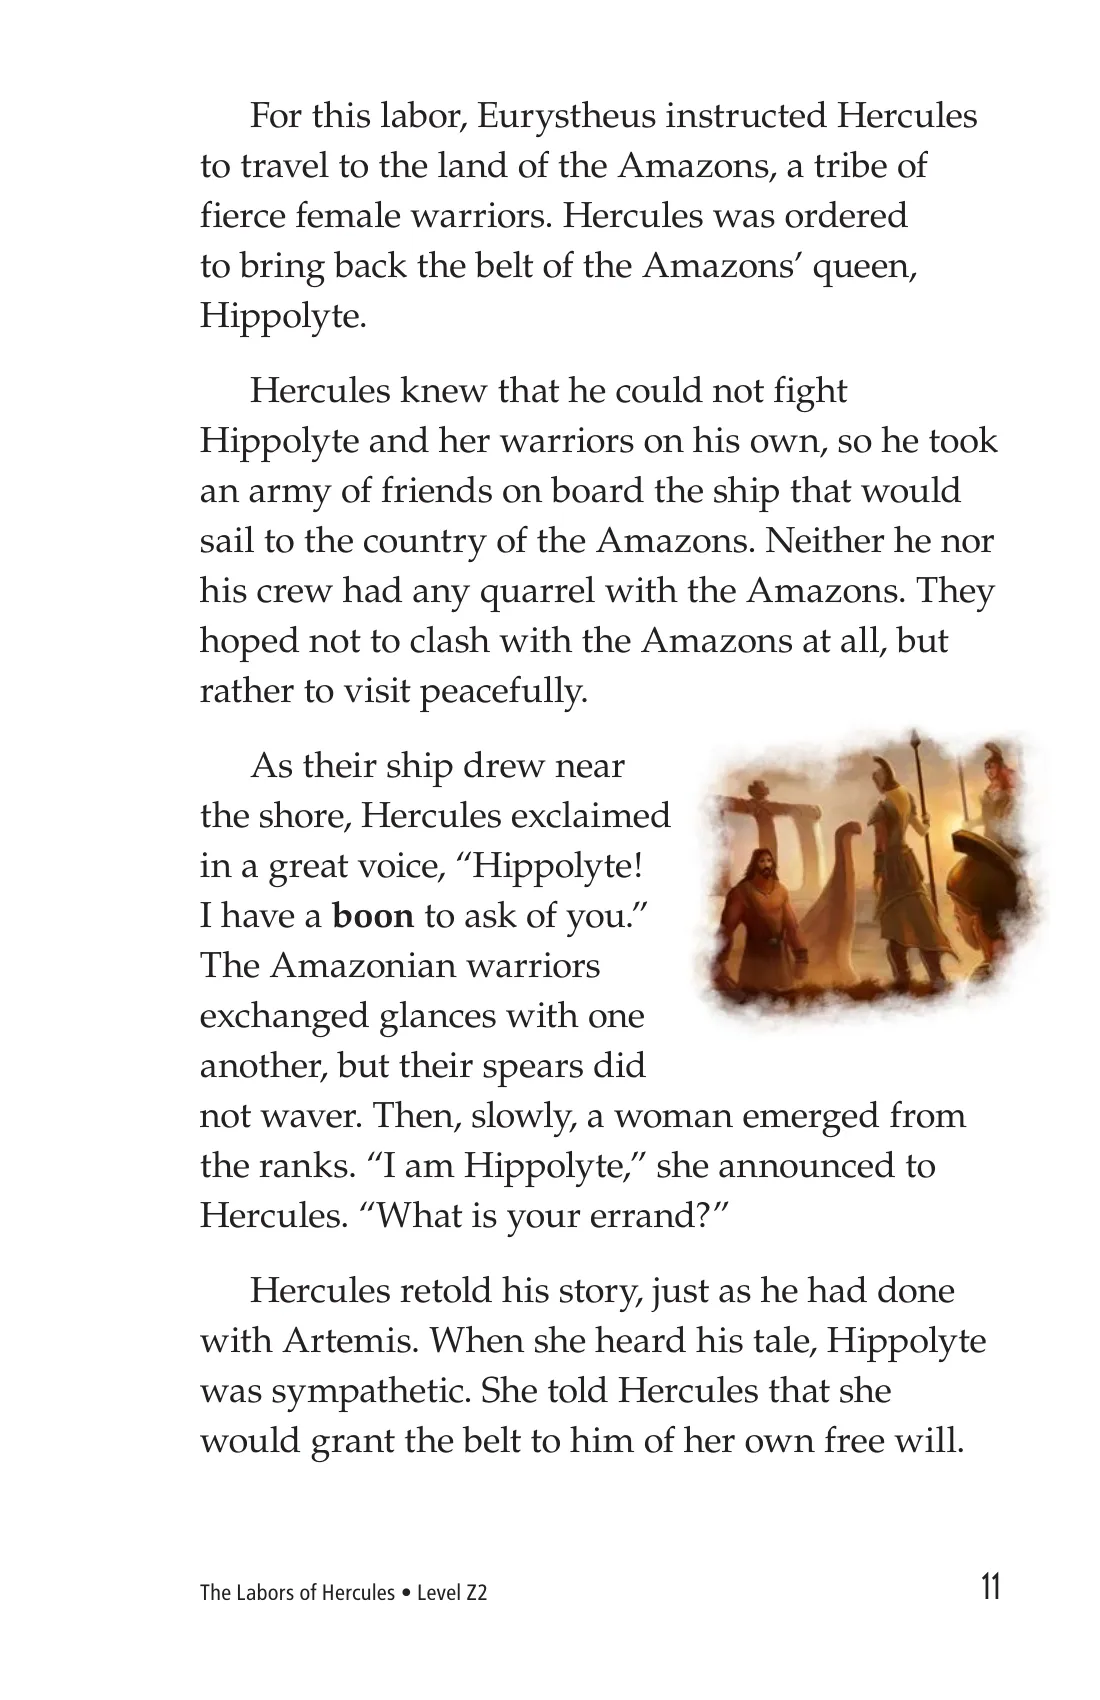 For this labor, Eurystheus instructed Hercules
to travel to the land of the Amazons, a tribe of
fierce female warriors. Hercules was ordered
to bring back the belt of the Amazons’ queen,
Hippolyte.
Hercules knew that he could not fight
Hippolyte and her warriors on his own, so he took
an army of friends on board the ship that would
sail to the country of the Amazons. Neither he nor
his crew had any quarrel with the Amazons. They
hoped not to clash with the Amazons at all, but
rather to visit peacefully.
As their ship drew near
the shore, Hercules exclaimed
in a great voice, “Hippolyte!
I have a boon to ask of you.”
The Amazonian warriors
exchanged glances with one
another, but their spears did
not waver. Then, slowly, a woman emerged from
the ranks. “I am Hippolyte,” she announced to
Hercules. “What is your errand?”
Hercules retold his story, just as he had done
with Artemis. When she heard his tale, Hippolyte
was sympathetic. She told Hercules that she
would grant the belt to him of her own free will.
The Labors of Hercules • Level Z2
11